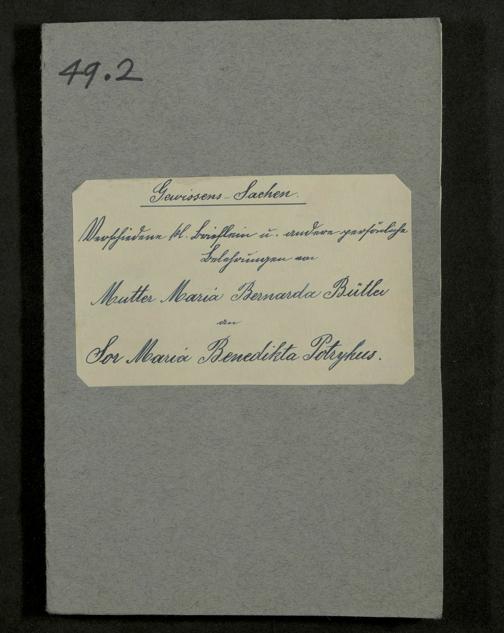 49.2
Gewissens-Sachen.
Verschiedene kl. Brieflein u. andere persönliche
Belehrungen von
Mutter Maria Bernarda Bütler
an
Sor Maria Benedikta Potryhus.